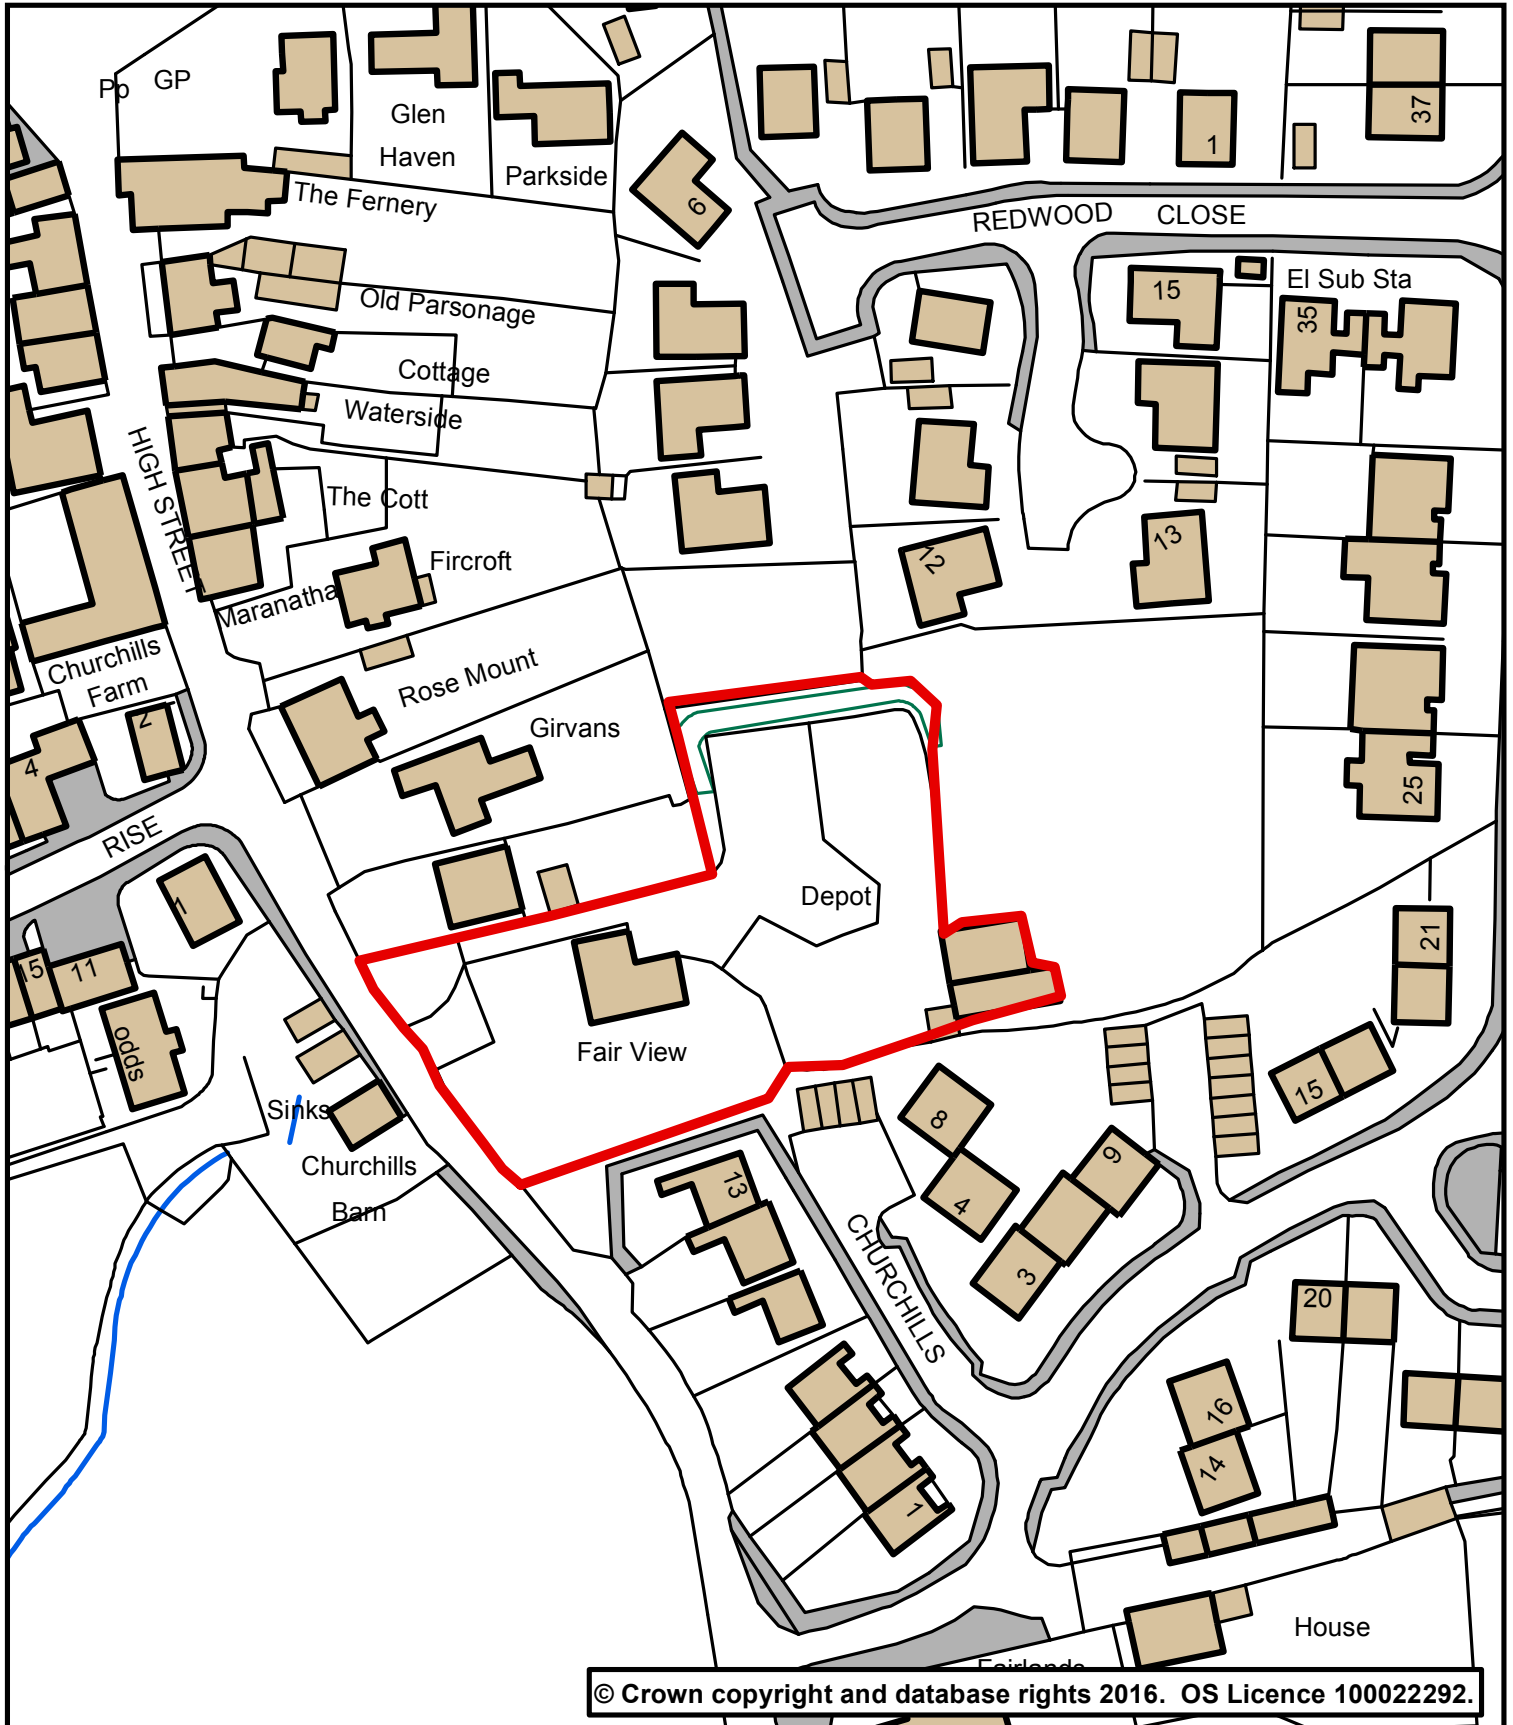 Pp
GP
Glen
Haven
Parkside
The Fernery
6
1
37
REDWOOD CLOSE
Old Parsonage
15
El Sub Sta
35
Cottage
Waterside
HIGH STREET
The Cott
Fircroft
12
13
Maranatha
Churchills
Farm
Rose Mount
2
Girvans
4
25
RISE
1
Depot
21
15
11
sppo
Fair View
Sinks
Churchills
Barn
8
15
13
4
9
3
CHURCHILLS
20
16
14
1
House
Fairlands
© Crown copyright and database rights 2016. OS Licence 100022292.